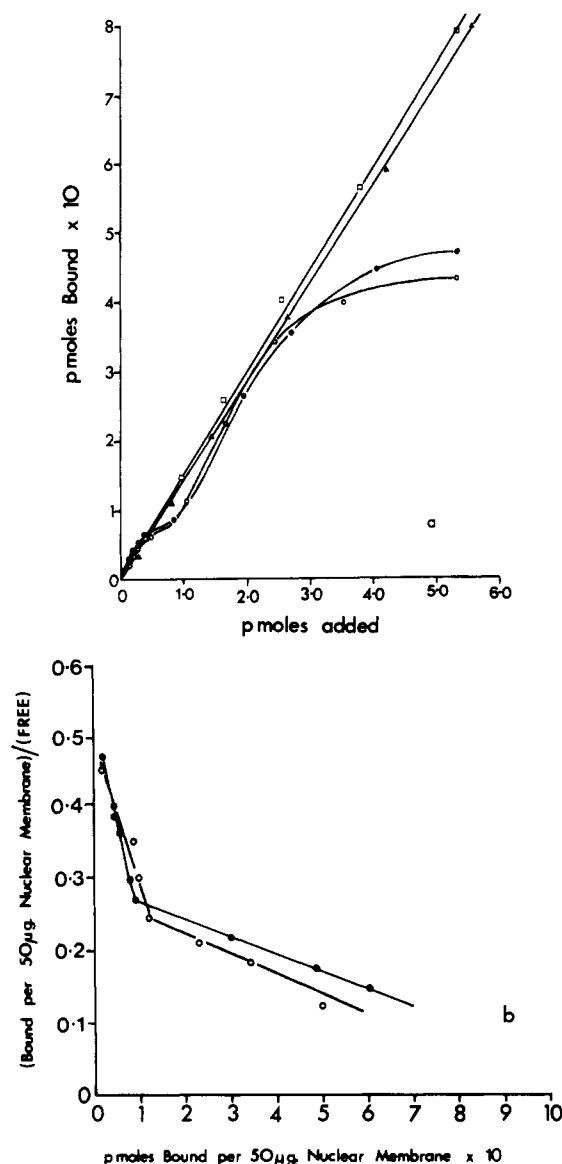 pmoles Bound x 10
8
7
6
5
4
3
2
1
0
0 1·0 2·0 3·0 4·0 5·0 6·0
pmoles added
a
(Bound per 50µg. Nuclear Membrane)/(FREE)
0·6
0·5
0·4
0·3
0·2
0·1
0
0 1 2 3 4 5 6 7 8 9 10
b
pmoles Bound per 50µg. Nuclear Membrane x 10